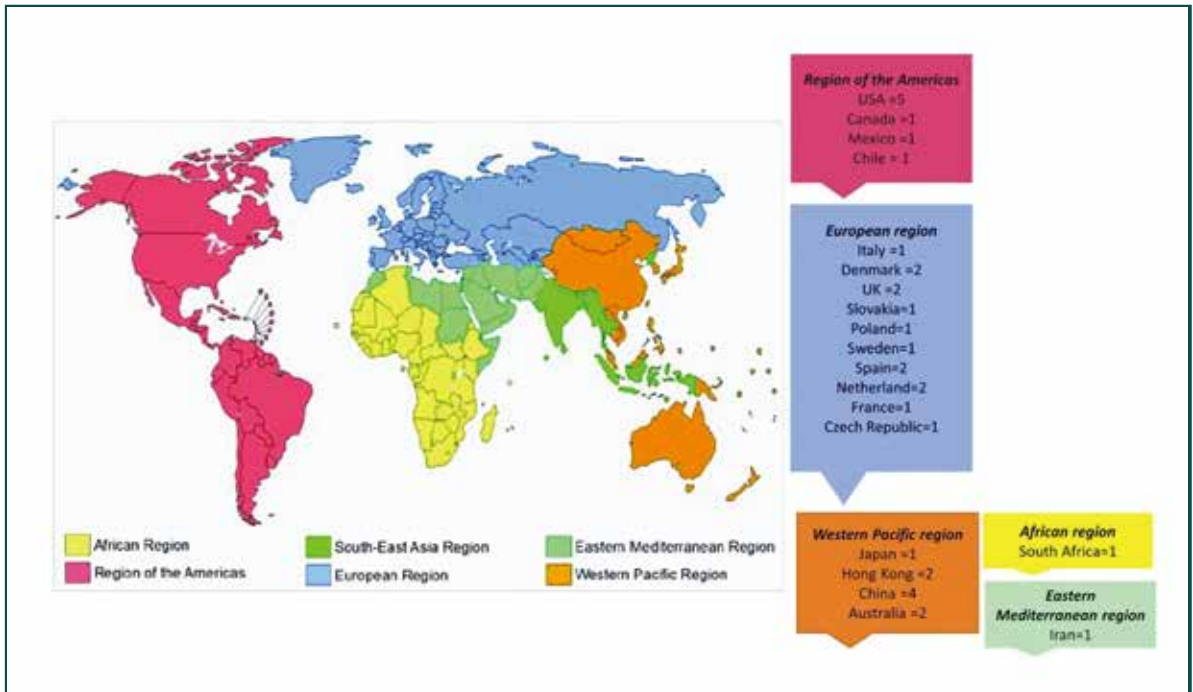 Region of the Americas
USA =5
Canada =1
Mexico =1
Chile = 1
European region
Italy =1
Denmark =2
UK =2
Slovakia=1
Poland=1
Sweden=1
Spain=2
Netherland=2
France=1
Czech Republic=1
Western Pacific region
Japan =1
Hong Kong =2
China =4
Australia =2
African region
South Africa=1
Eastern
Mediterranean region
Iran=1
African Region
South-East Asia Region
Eastern Mediterranean Region
Region of the Americas
European Region
Western Pacific Region